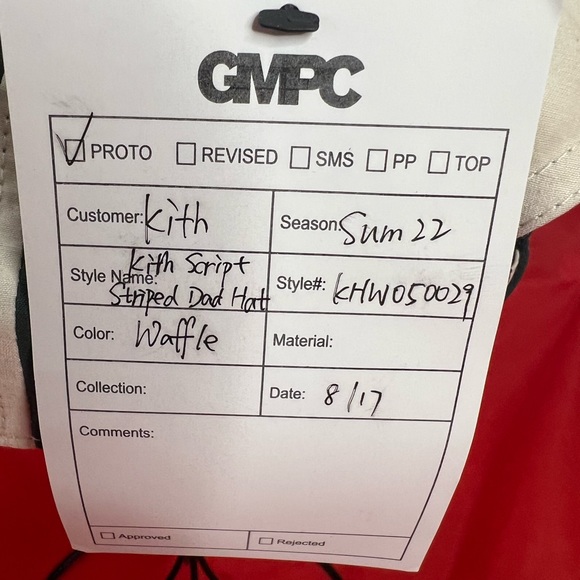 GMPC
☑ PROTO ☐ REVISED ☐ SMS ☐ PP ☐ TOP
Customer: Kith Season: Sum 22
Style Name: Kith Script
Striped Dad Hat Style#: KHW050029
Color: Waffle Material:
Collection: Date: 8/17
Comments:
☐ Approved ☐ Rejected